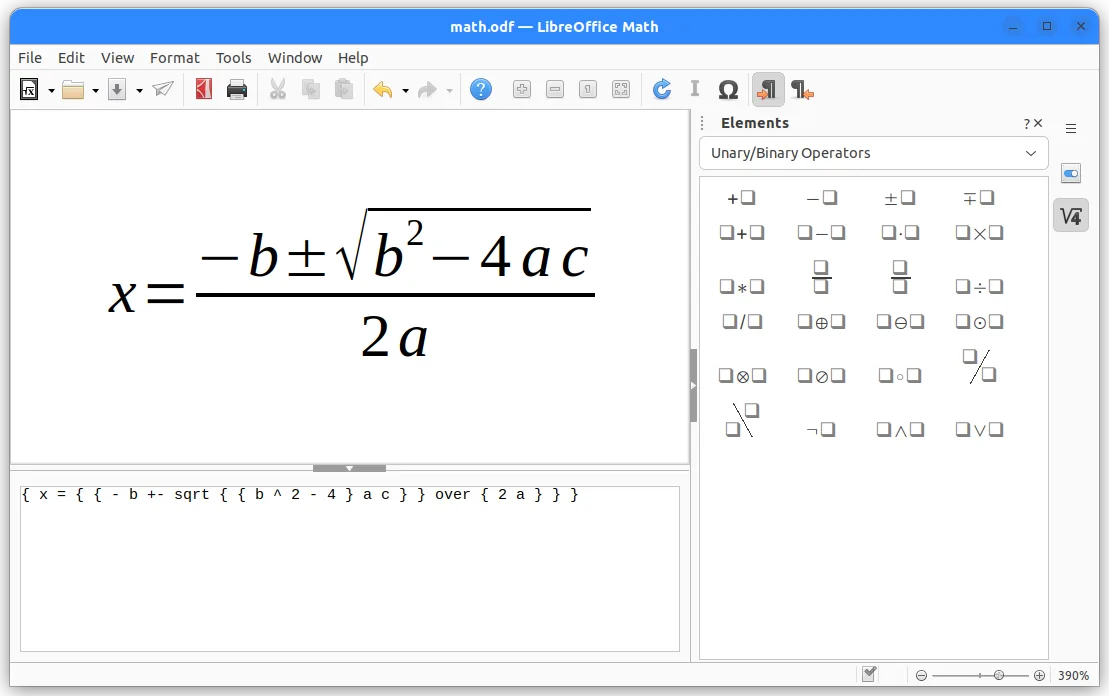 math.odf — LibreOffice Math
File Edit View Format Tools Window Help
Elements
Unary/Binary Operators
+❏ −❏ ±❏ ∓❏
❏+❏ ❏−❏ ❏·❏ ❏×❏
❏∗❏ ❏/❏ ❏/❏ ❏÷❏
❏/❏ ❏⊕❏ ❏⊖❏ ❏⊙❏
❏⊗❏ ❏⊘❏ ❏∘❏ ❏/❏
❏\❏ ¬❏ ❏∧❏ ❏∨❏
x = (−b ± √(b² − 4ac)) / 2a
{ x = { { - b +- sqrt { { b ^ 2 - 4 } a c } } over { 2 a } } }
390%